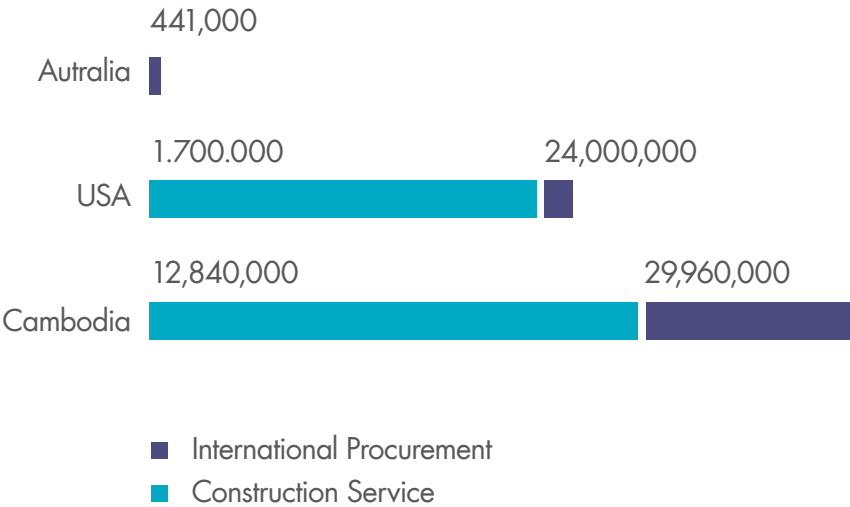 441,000
Autralia
1.700.000 24,000,000
USA
12,840,000 29,960,000
Cambodia
International Procurement
Construction Service